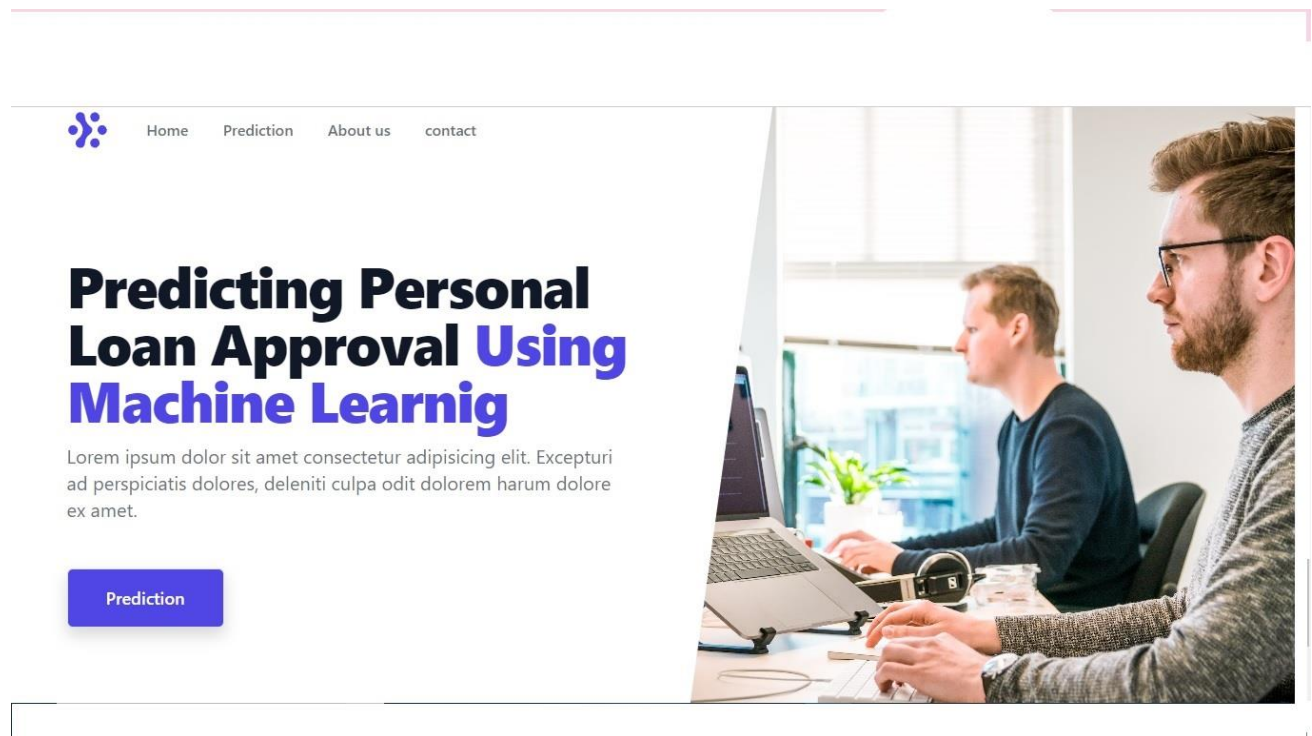 Home Prediction About us contact
Predicting Personal
Loan Approval Using
Machine Learnig
Lorem ipsum dolor sit amet consectetur adipisicing elit. Excepturi
ad perspiciatis dolores, deleniti culpa odit dolorem harum dolore
ex amet.
Prediction